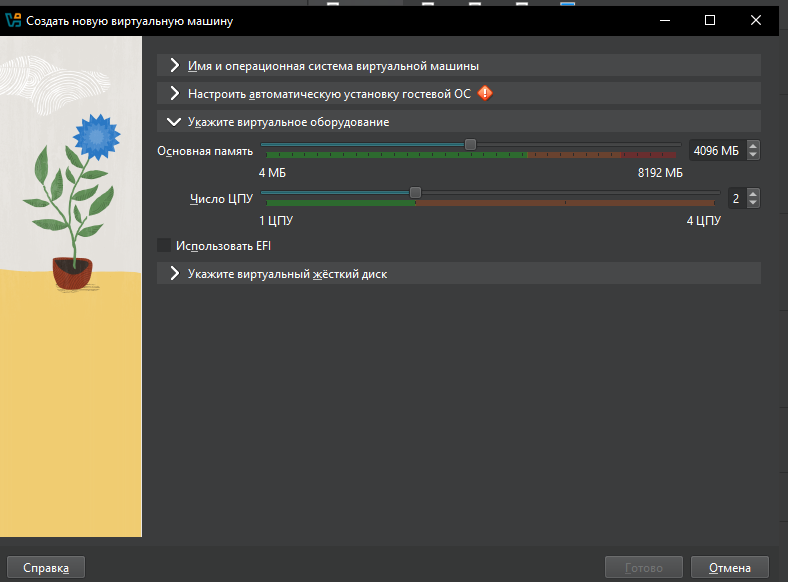 Создать новую виртуальную машину
Имя и операционная система виртуальной машины
Настроить автоматическую установку гостевой ОС
Укажите виртуальное оборудование
Основная память
4096 МБ
4 МБ
8192 МБ
Число ЦПУ
2
1 ЦПУ
4 ЦПУ
Использовать EFI
Укажите виртуальный жёсткий диск
Справка
Готово
Отмена